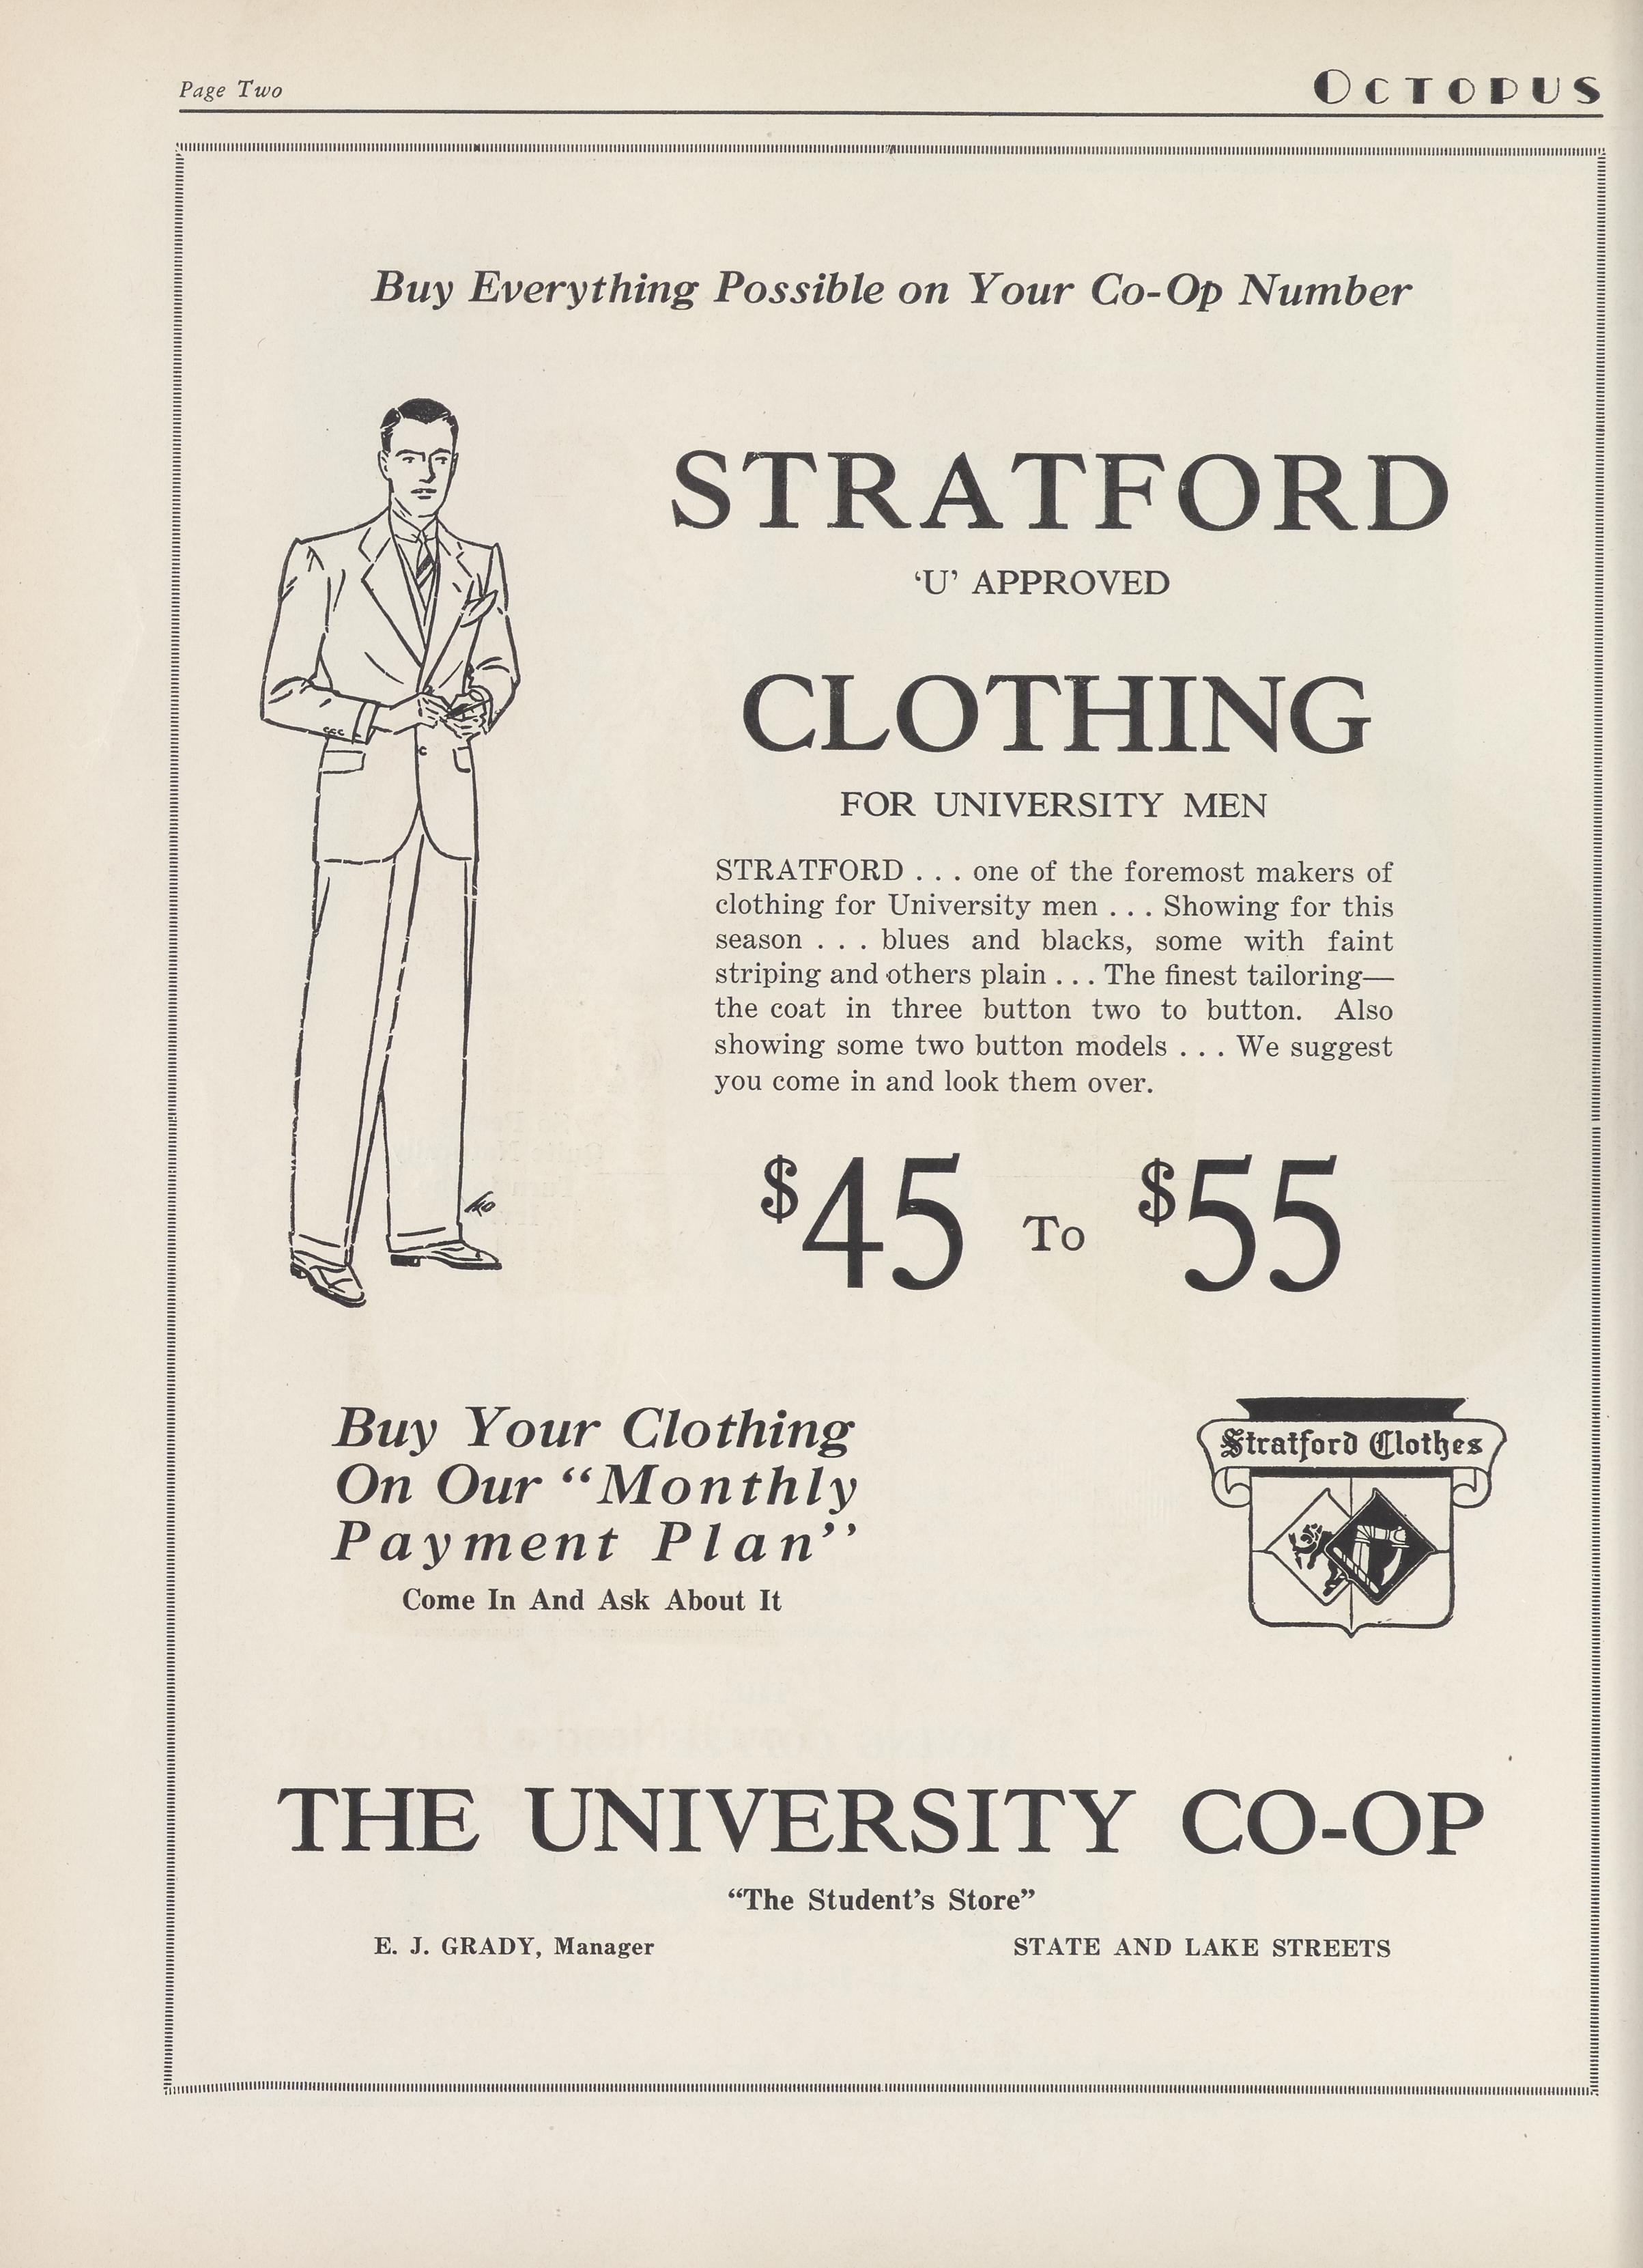 Page Two
OCTOPUS
Buy Everything Possible on Your Co-Op Number
STRATFORD
‘U’ APPROVED
CLOTHING
FOR UNIVERSITY MEN
STRATFORD . . . one of the foremost makers of
clothing for University men . . . Showing for this
season . . . blues and blacks, some with faint
striping and others plain . . . The finest tailoring—
the coat in three button two to button. Also
showing some two button models . . . We suggest
you come in and look them over.
$45 To $55
Buy Your Clothing
On Our “Monthly
Payment Plan”
Come In And Ask About It
Stratford Clothes
THE UNIVERSITY CO-OP
“The Student’s Store”
E. J. GRADY, Manager
STATE AND LAKE STREETS